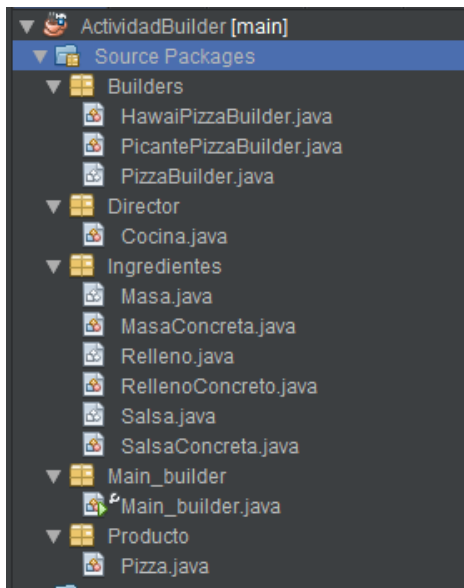 ActividadBuilder [main]
Source Packages
Builders
HawaiPizzaBuilder.java
PicantePizzaBuilder.java
PizzaBuilder.java
Director
Cocina.java
Ingredientes
Masa.java
MasaConcreta.java
Relleno.java
RellenoConcreto.java
Salsa.java
SalsaConcreta.java
Main_builder
Main_builder.java
Producto
Pizza.java